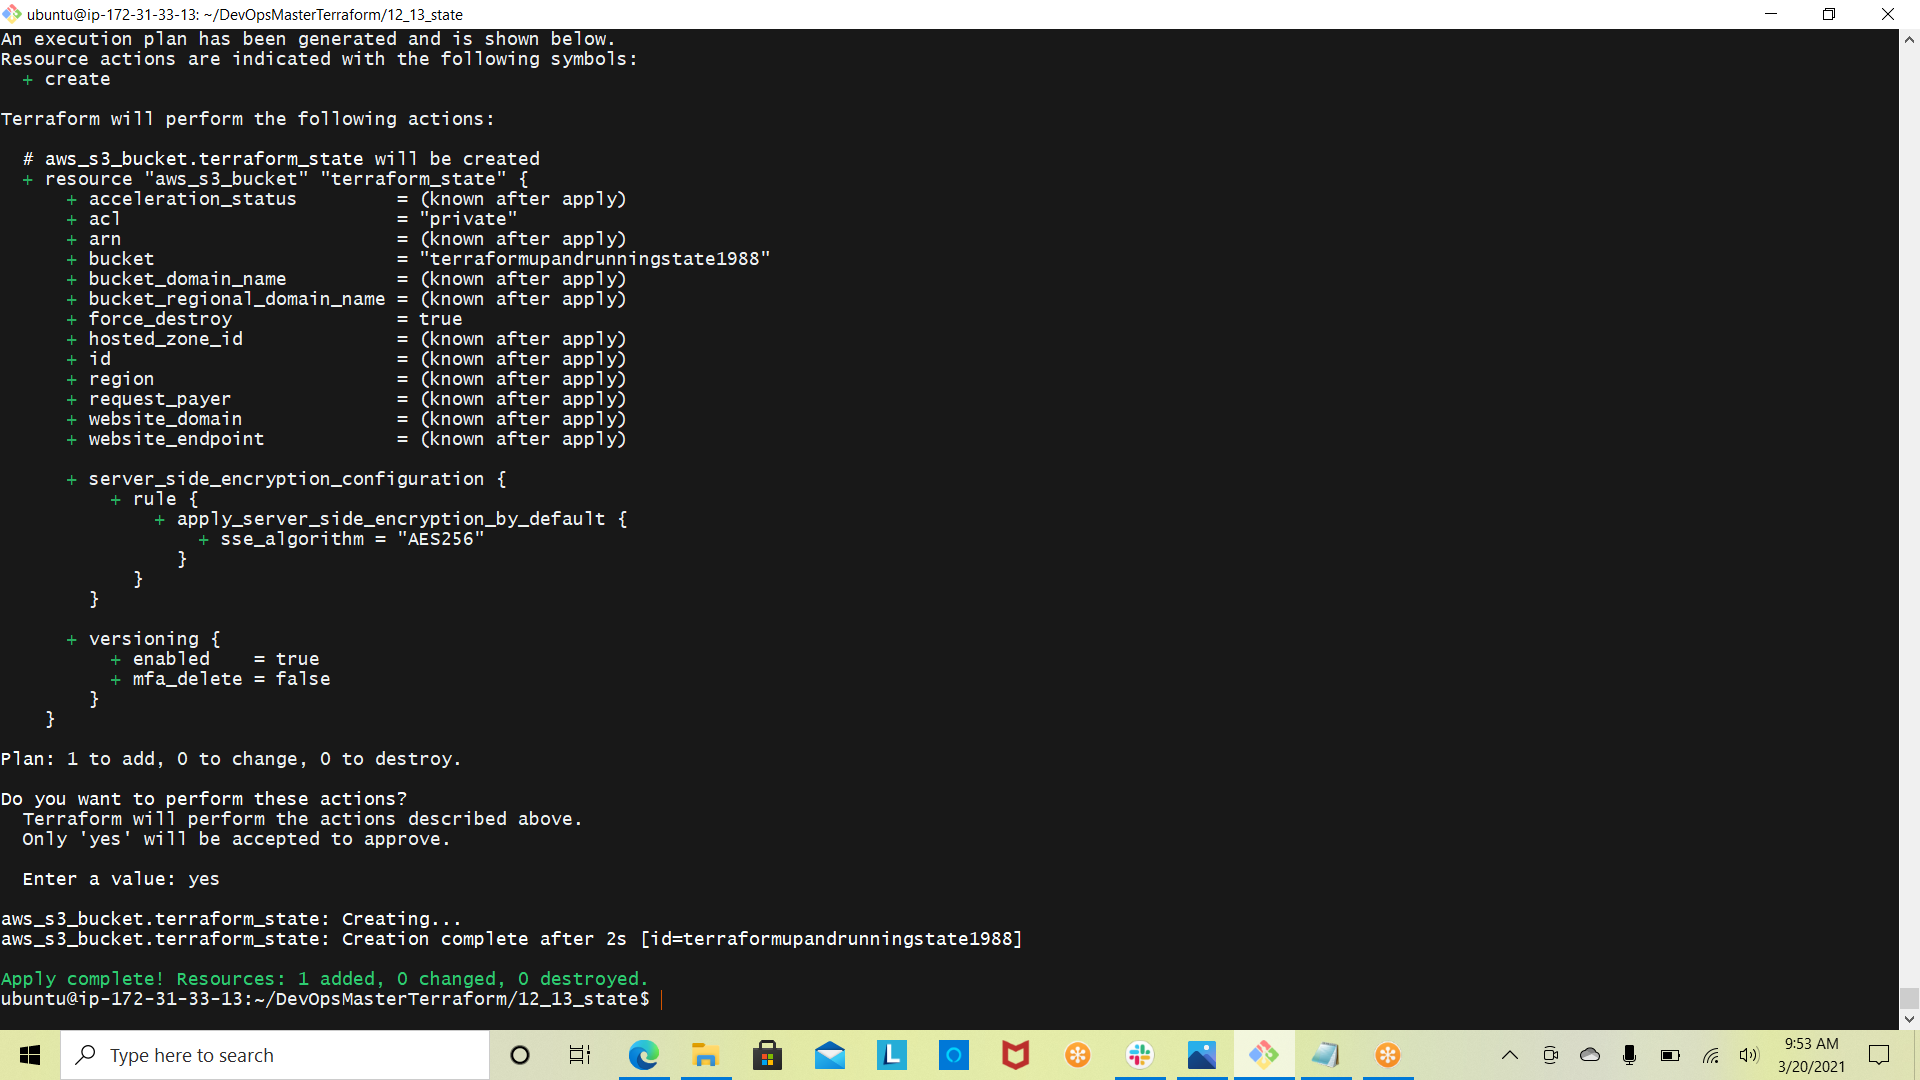 ubuntu@ip-172-31-33-13: ~/DevOpsMasterTerraform/12_13_state
An execution plan has been generated and is shown below.
Resource actions are indicated with the following symbols:
  + create

Terraform will perform the following actions:

  # aws_s3_bucket.terraform_state will be created
  + resource "aws_s3_bucket" "terraform_state" {
      + acceleration_status         = (known after apply)
      + acl                         = "private"
      + arn                         = (known after apply)
      + bucket                      = "terraformupandrunningstate1988"
      + bucket_domain_name          = (known after apply)
      + bucket_regional_domain_name = (known after apply)
      + force_destroy               = true
      + hosted_zone_id              = (known after apply)
      + id                          = (known after apply)
      + region                      = (known after apply)
      + request_payer               = (known after apply)
      + website_domain              = (known after apply)
      + website_endpoint            = (known after apply)

      + server_side_encryption_configuration {
          + rule {
              + apply_server_side_encryption_by_default {
                  + sse_algorithm = "AES256"
                }
            }
        }

      + versioning {
          + enabled    = true
          + mfa_delete = false
        }
    }

Plan: 1 to add, 0 to change, 0 to destroy.

Do you want to perform these actions?
  Terraform will perform the actions described above.
  Only 'yes' will be accepted to approve.

  Enter a value: yes

aws_s3_bucket.terraform_state: Creating...
aws_s3_bucket.terraform_state: Creation complete after 2s [id=terraformupandrunningstate1988]

Apply complete! Resources: 1 added, 0 changed, 0 destroyed.
ubuntu@ip-172-31-33-13:~/DevOpsMasterTerraform/12_13_state$
Type here to search
L
9:53 AM
3/20/2021